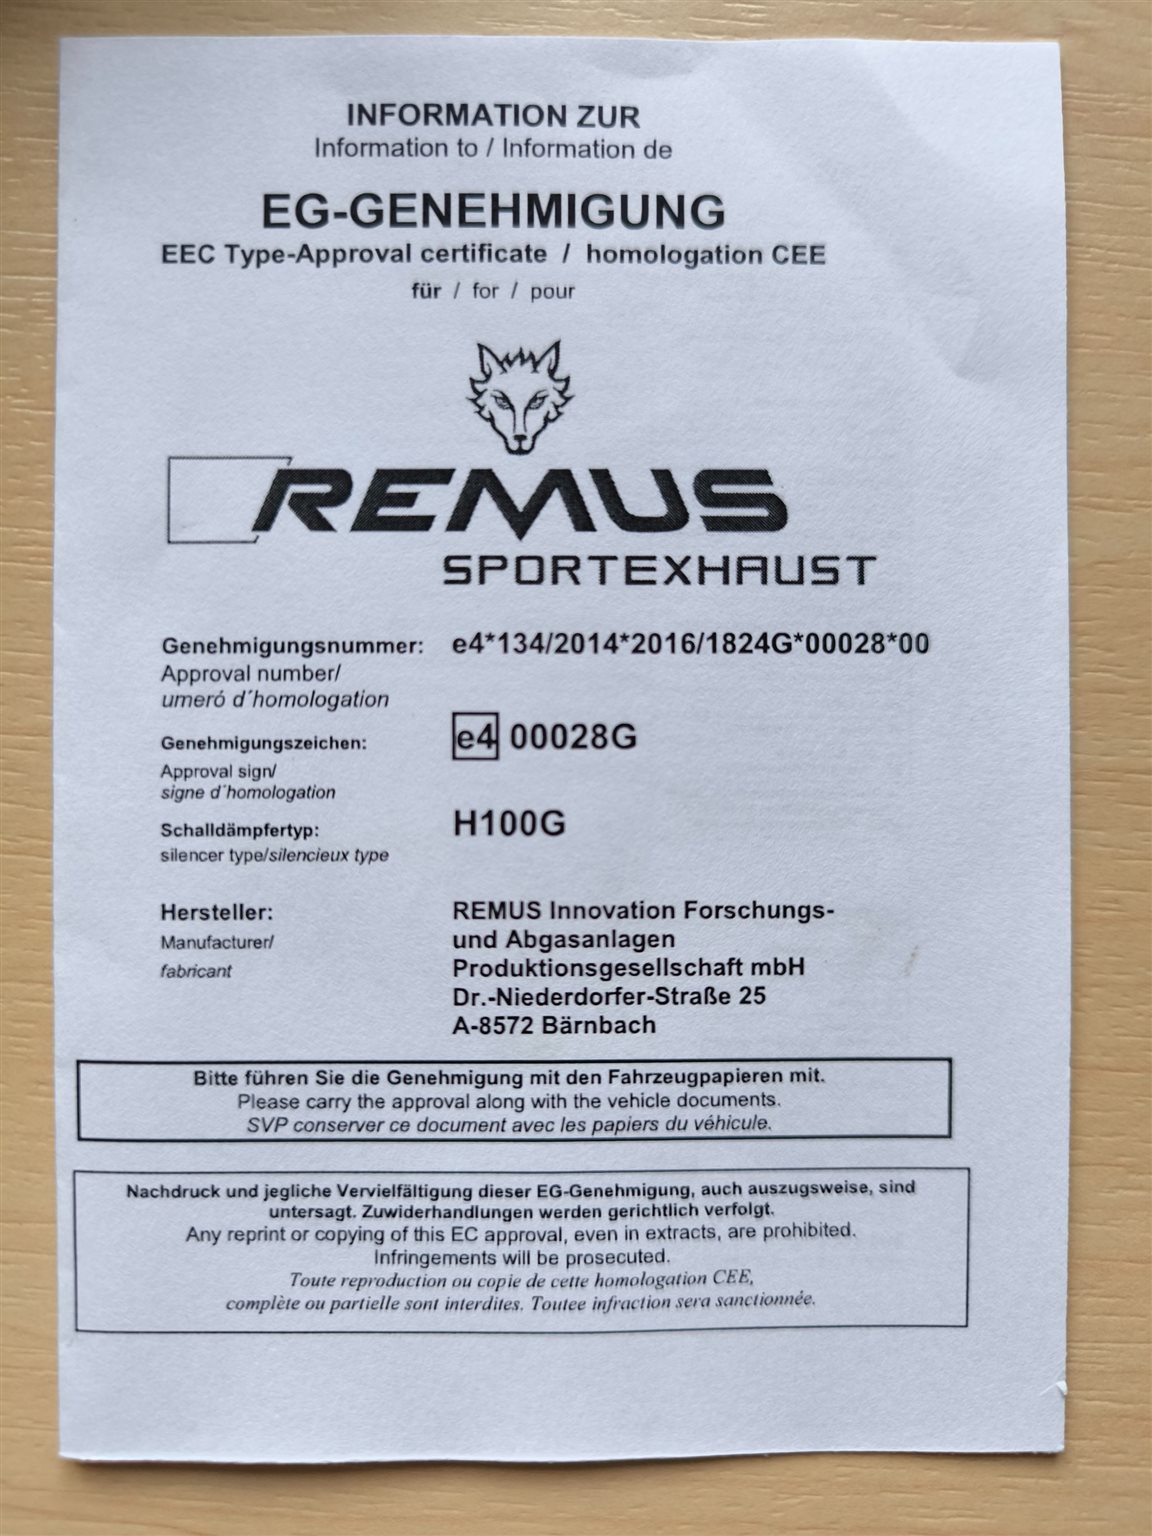 INFORMATION ZUR
Information to / Information de
EG-GENEHMIGUNG
EEC Type-Approval certificate / homologation CEE
für / for / pour
REMUS
SPORTEXHAUST
Genehmigungsnummer: e4*134/2014*2016/1824G*00028*00
Approval number/
umeró d´homologation
Genehmigungszeichen: e4 00028G
Approval sign/
signe d´homologation
Schalldämpfertyp: H100G
silencer type/silencieux type
Hersteller: REMUS Innovation Forschungs-
Manufacturer/ und Abgasanlagen
fabricant Produktionsgesellschaft mbH
Dr.-Niederdorfer-Straße 25
A-8572 Bärnbach
Bitte führen Sie die Genehmigung mit den Fahrzeugpapieren mit.
Please carry the approval along with the vehicle documents.
SVP conserver ce document avec les papiers du véhicule.
Nachdruck und jegliche Vervielfältigung dieser EG-Genehmigung, auch auszugsweise, sind
untersagt. Zuwiderhandlungen werden gerichtlich verfolgt.
Any reprint or copying of this EC approval, even in extracts, are prohibited.
Infringements will be prosecuted.
Toute reproduction ou copie de cette homologation CEE,
complète ou partielle sont interdites. Toutee infraction sera sanctionnée.